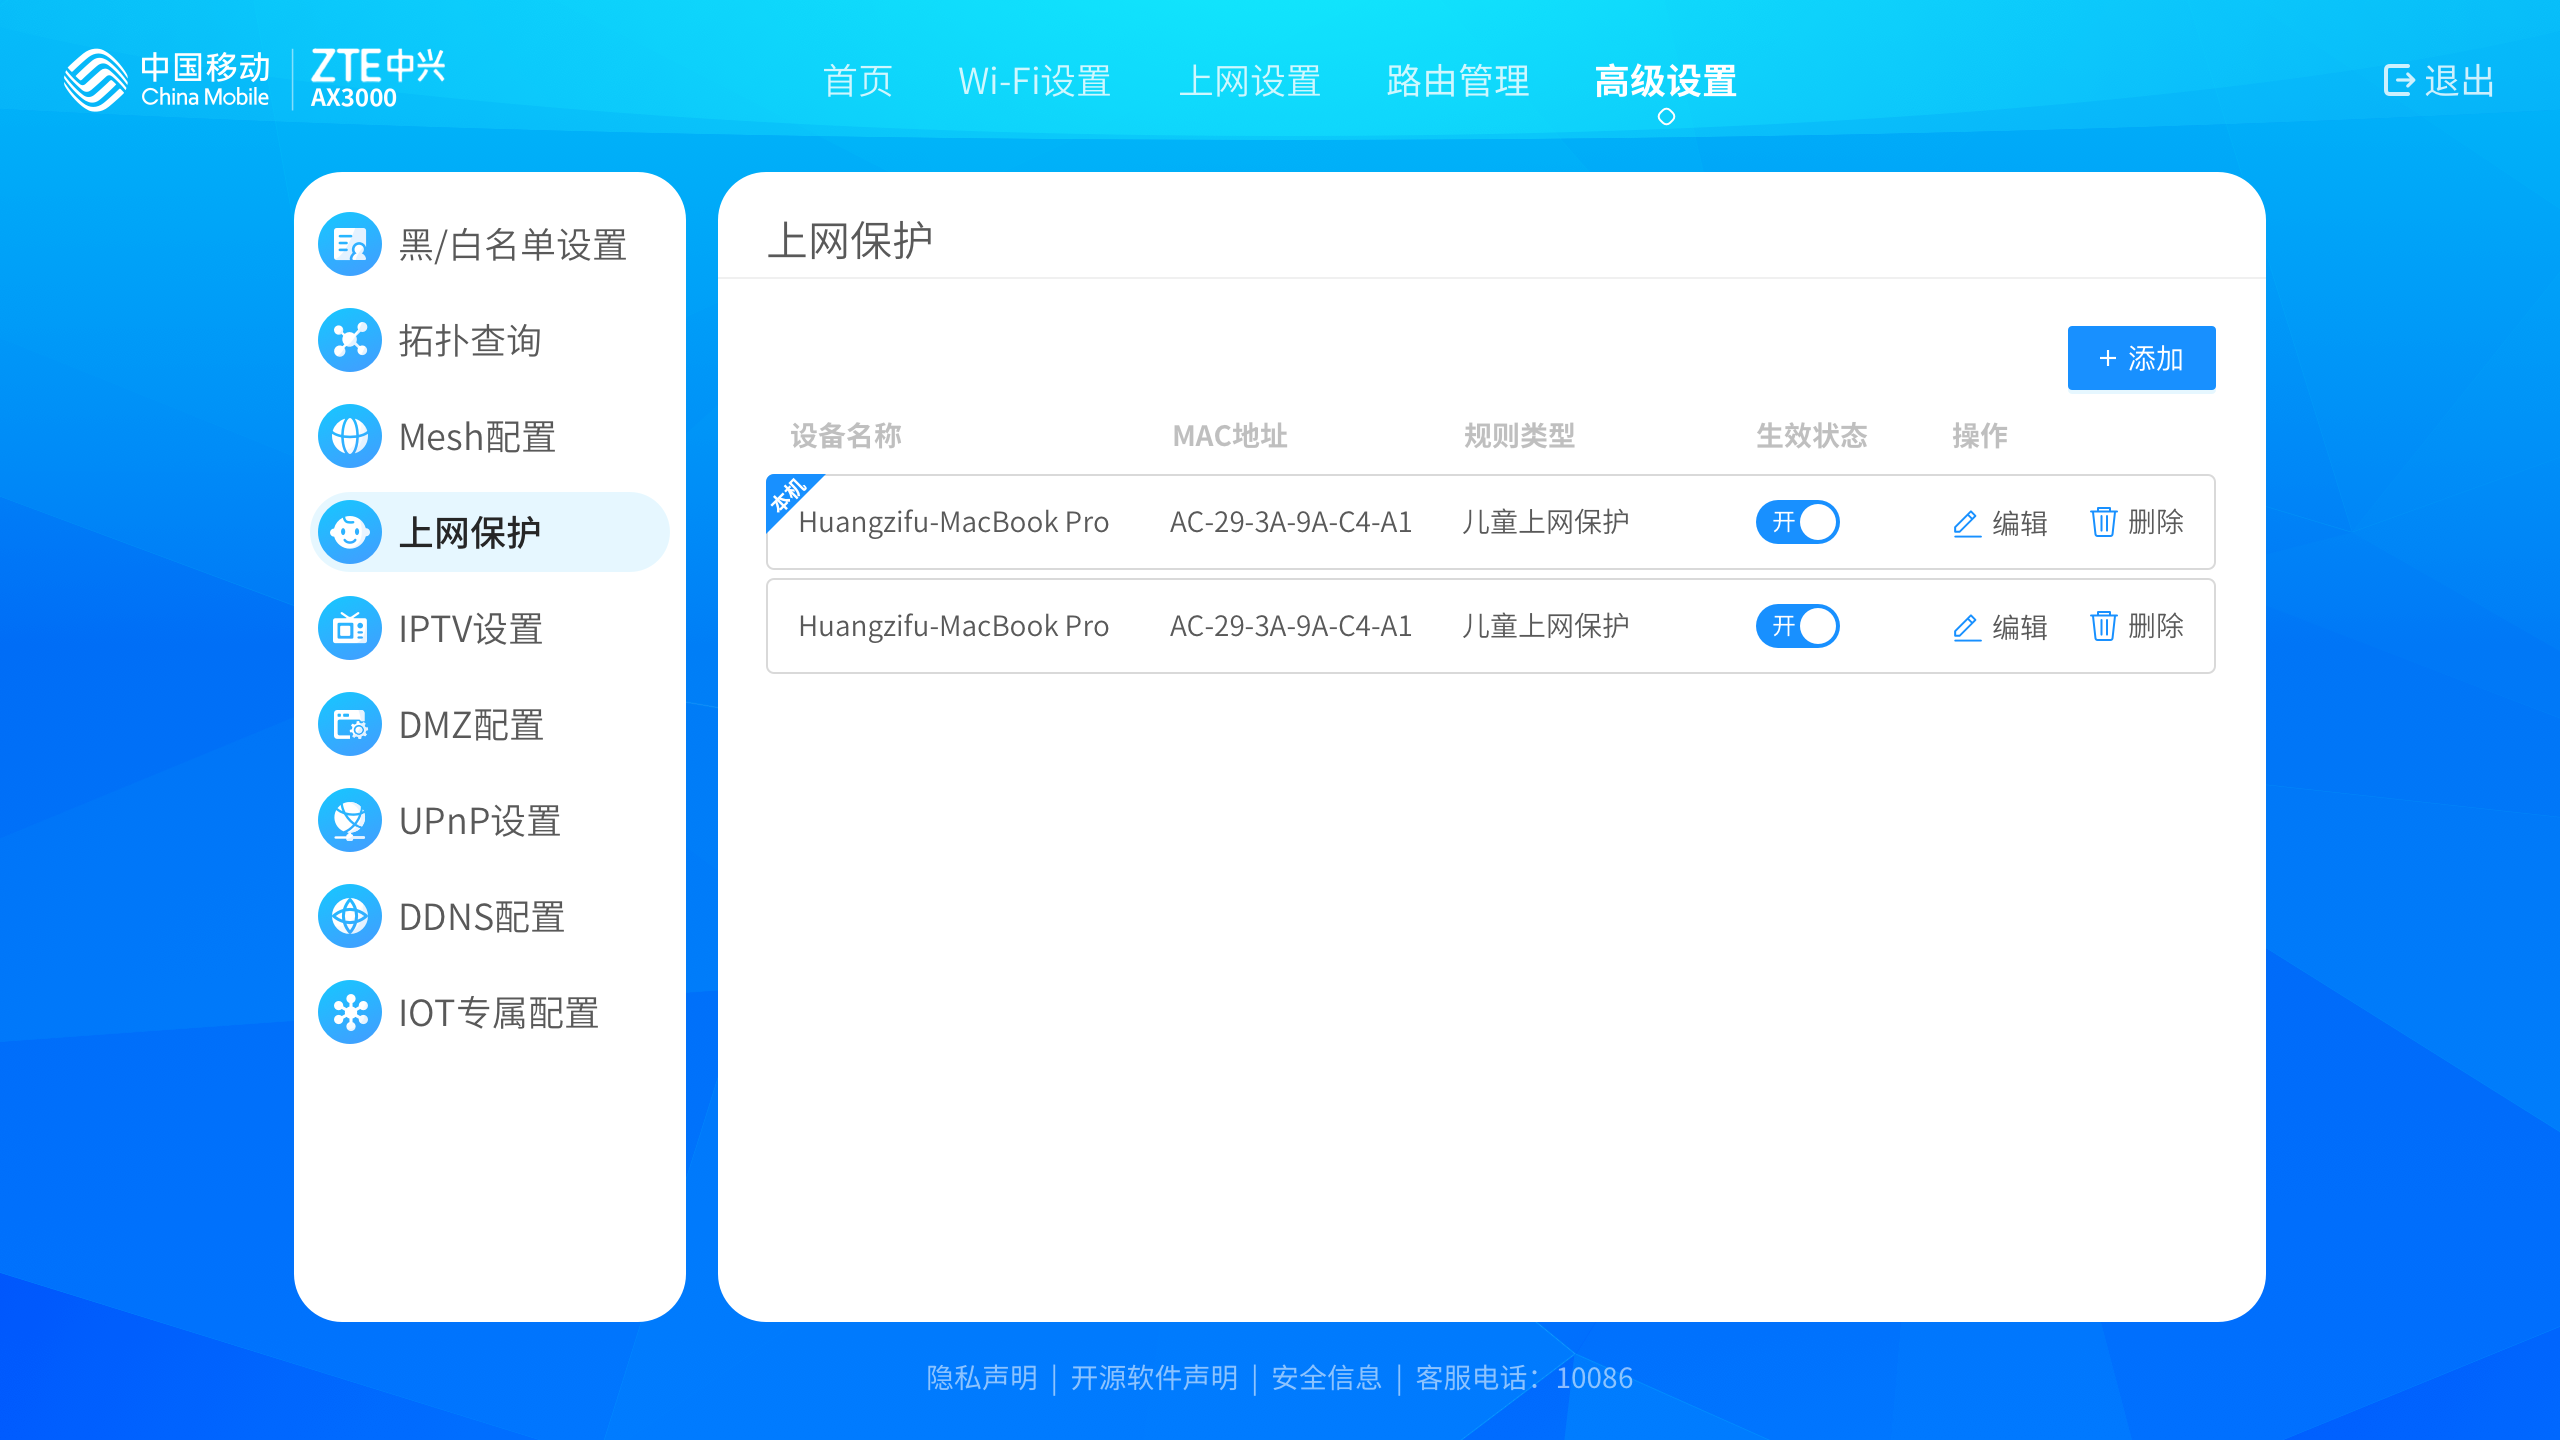 中国移动
China Mobile
ZTE中兴
AX3000
首页 Wi-Fi设置 上网设置 路由管理 高级设置
退出
黑/白名单设置
拓扑查询
Mesh配置
上网保护
IPTV设置
DMZ配置
UPnP设置
DDNS配置
IOT专属配置
上网保护
+ 添加
设备名称 MAC地址 规则类型 生效状态 操作
本机
Huangzifu-MacBook Pro AC-29-3A-9A-C4-A1 儿童上网保护 开 编辑 删除
Huangzifu-MacBook Pro AC-29-3A-9A-C4-A1 儿童上网保护 开 编辑 删除
隐私声明 | 开源软件声明 | 安全信息 | 客服电话：10086